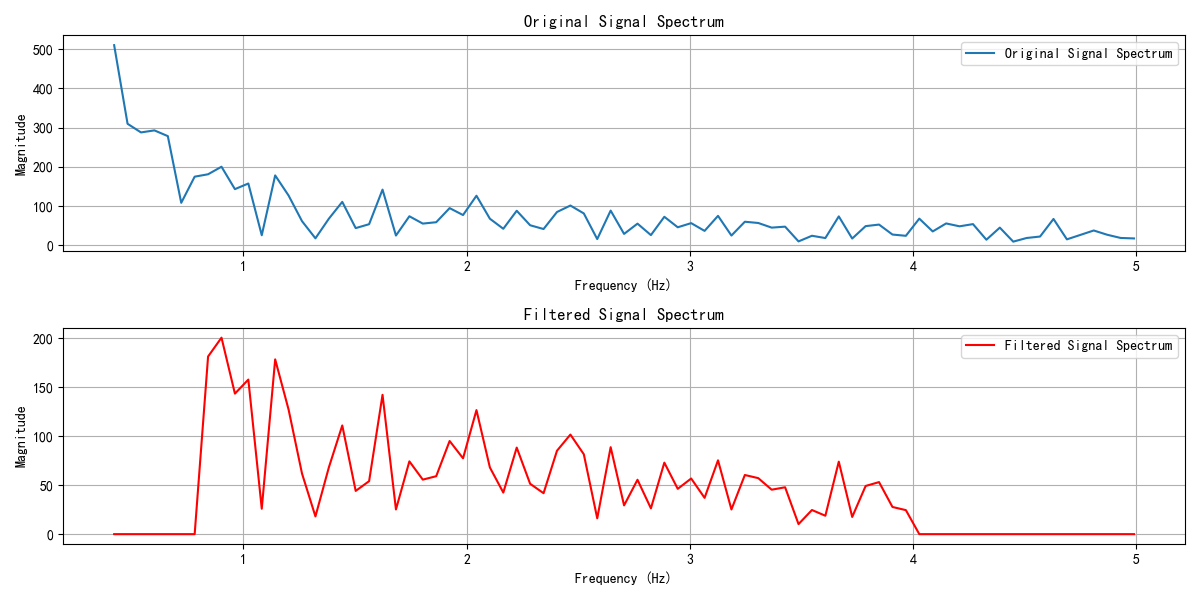 Original Signal Spectrum
500
400
300
200
100
0
Magnitude
Original Signal Spectrum
1 2 3 4 5
Frequency (Hz)
Filtered Signal Spectrum
200
150
100
50
0
Magnitude
Filtered Signal Spectrum
1 2 3 4 5
Frequency (Hz)